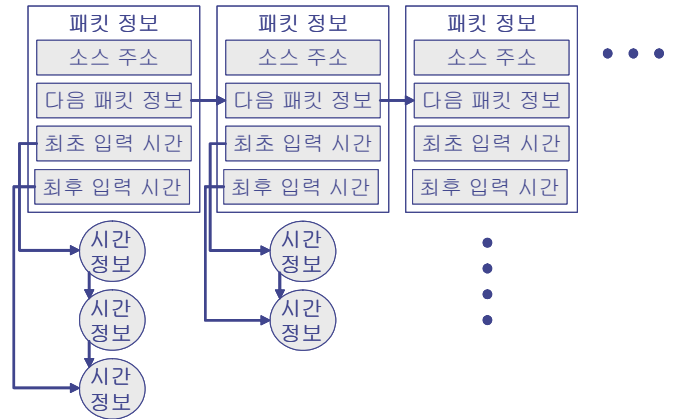 패킷 정보
소스 주소
다음 패킷 정보
최초 입력 시간
최후 입력 시간
시간
정보
시간
정보
시간
정보
패킷 정보
소스 주소
다음 패킷 정보
최초 입력 시간
최후 입력 시간
시간
정보
시간
정보
패킷 정보
소스 주소
다음 패킷 정보
최초 입력 시간
최후 입력 시간